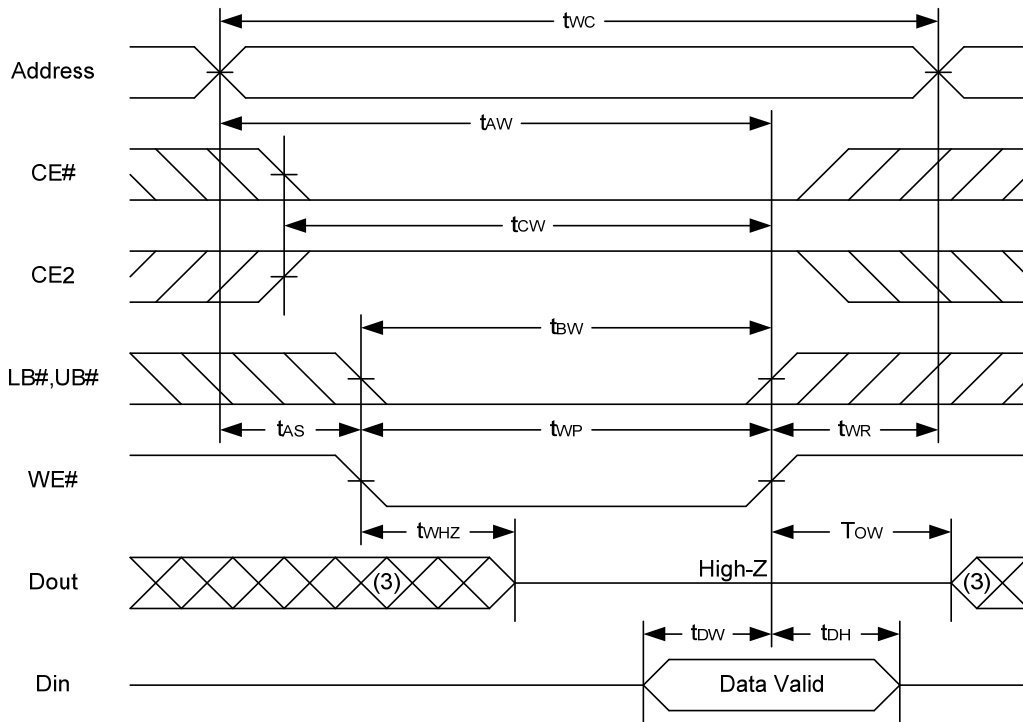 tWC
Address
tAW
CE#
tCW
CE2
tBW
LB#,UB#
tAS tWP tWR
WE#
tWHZ TOW
Dout (3) High-Z (3)
tDW tDH
Din Data Valid